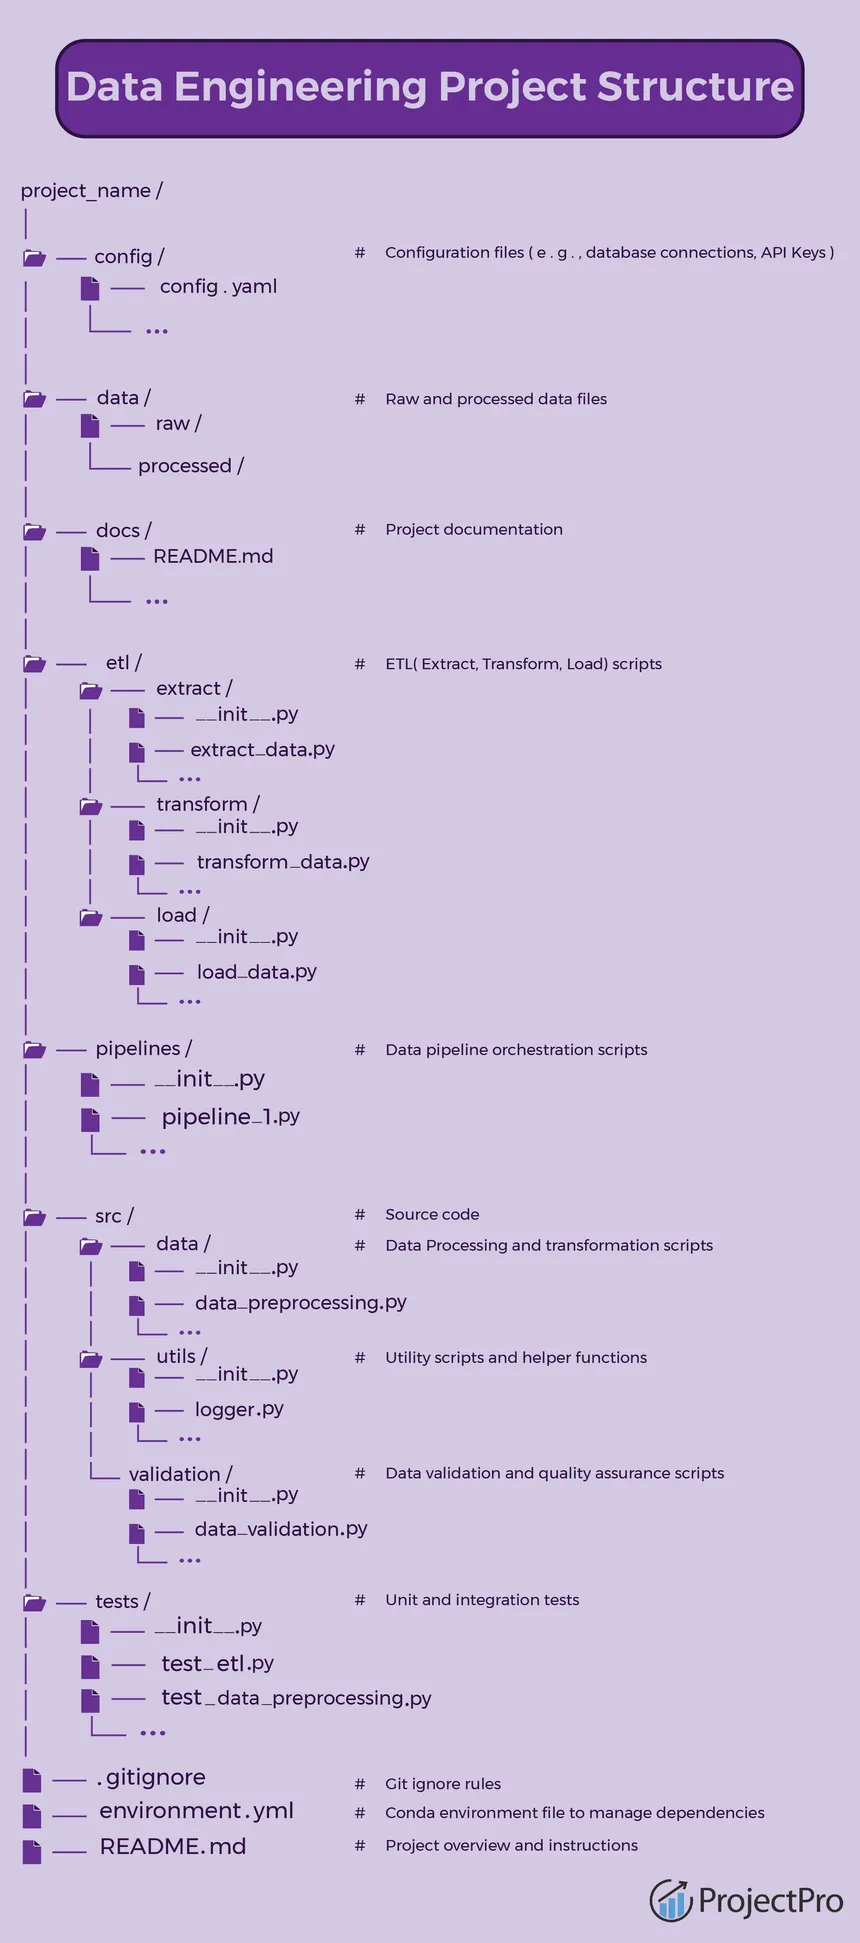 Data Engineering Project Structure
project_name /
config / # Configuration files ( e . g . , database connections, API Keys )
config . yaml
...
data / # Raw and processed data files
raw /
processed /
docs / # Project documentation
README.md
...
etl / # ETL( Extract, Transform, Load) scripts
extract /
__init__.py
extract_data.py
...
transform /
__init__.py
transform_data.py
...
load /
__init__.py
load_data.py
...
pipelines / # Data pipeline orchestration scripts
__init__.py
pipeline_1.py
...
src / # Source code
data / # Data Processing and transformation scripts
__init__.py
data_preprocessing.py
...
utils / # Utility scripts and helper functions
__init__.py
logger.py
...
validation / # Data validation and quality assurance scripts
__init__.py
data_validation.py
...
tests / # Unit and integration tests
__init__.py
test_etl.py
test_data_preprocessing.py
...
.gitignore # Git ignore rules
environment.yml # Conda environment file to manage dependencies
README.md # Project overview and instructions
ProjectPro